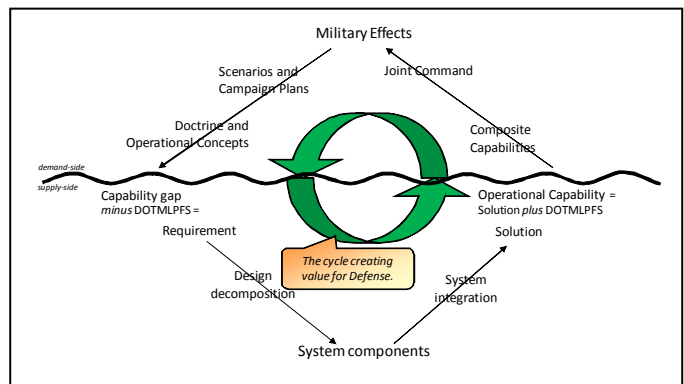 Military Effects
Scenarios and
Campaign Plans
Joint Command
Doctrine and
Operational Concepts
Composite
Capabilities
demand-side
supply-side
Capability gap
minus DOTMLPFS =
Requirement
Operational Capability =
Solution plus DOTMLPFS
Solution
The cycle creating
value for Defense.
Design
decomposition
System
integration
System components